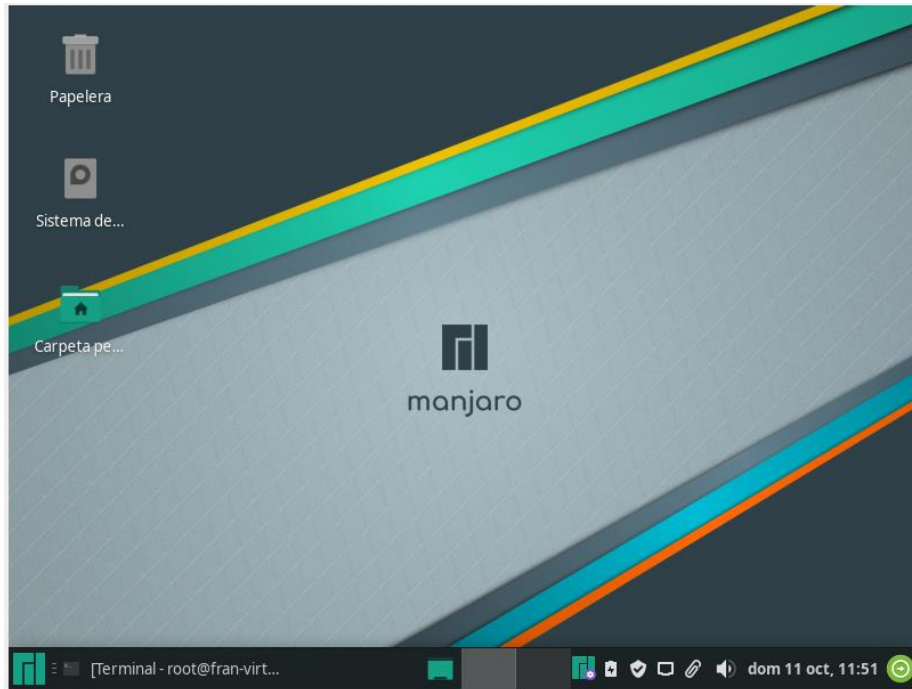 Papelera
Sistema de...
Carpeta pe...
manjaro
[Terminal - root@fran-virt...
dom 11 oct, 11:51